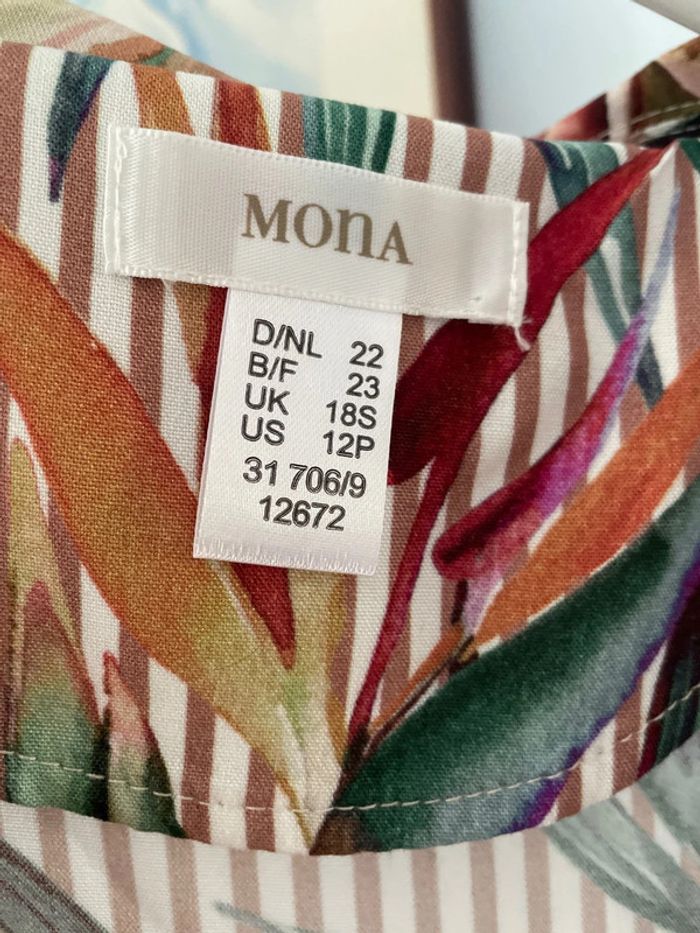 MOnA
D/NL 22
B/F 23
UK 18S
US 12P
31 706/9
12672